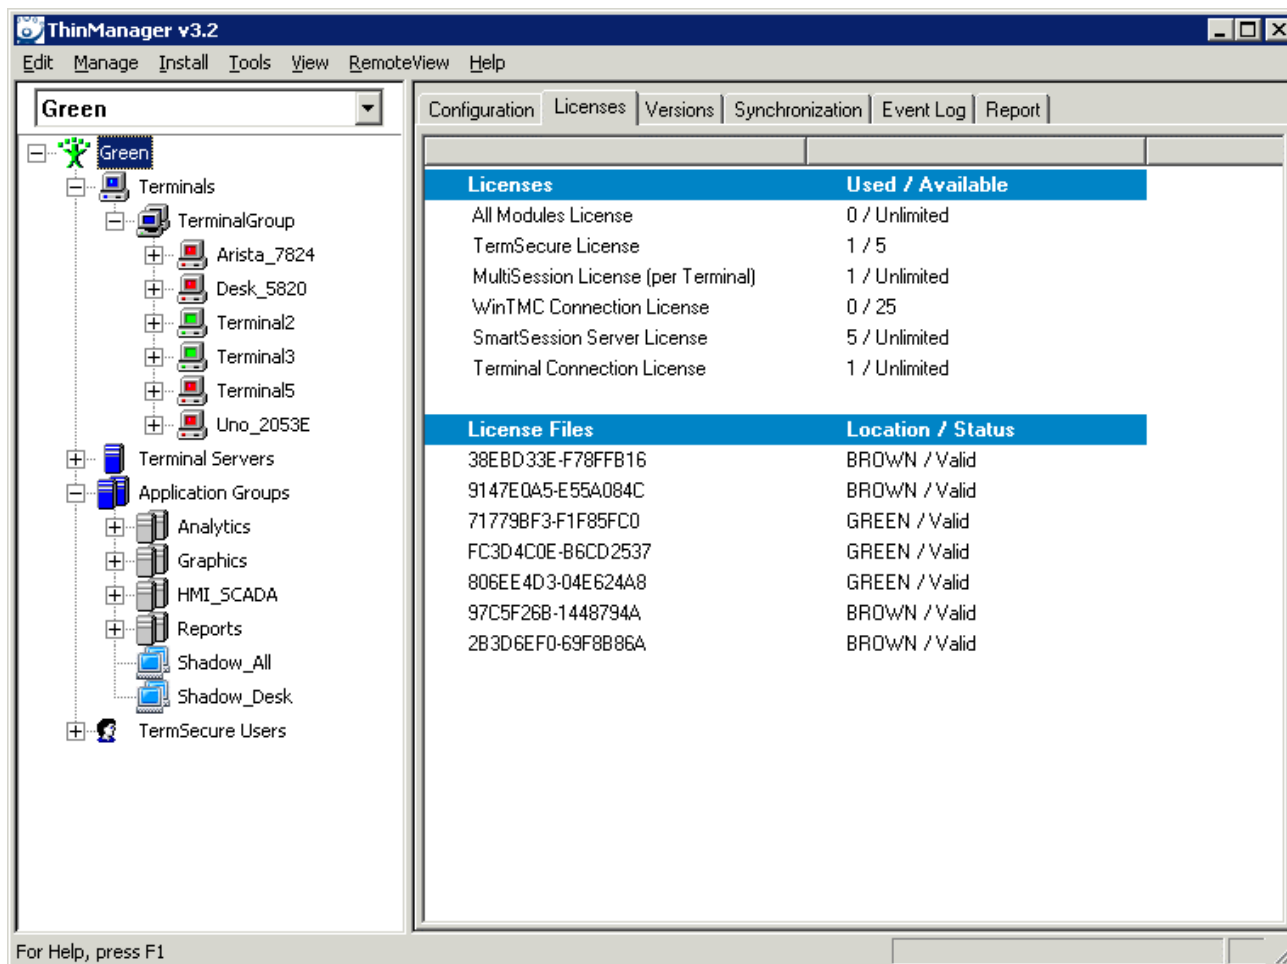 ThinManager v3.2
Edit Manage Install Tools View RemoteView Help
Green
Green
Terminals
TerminalGroup
Arista_7824
Desk_5820
Terminal2
Terminal3
Terminal5
Uno_2053E
Terminal Servers
Application Groups
Analytics
Graphics
HMI_SCADA
Reports
Shadow_All
Shadow_Desk
TermSecure Users
Configuration Licenses Versions Synchronization Event Log Report
Licenses Used / Available
All Modules License 0 / Unlimited
TermSecure License 1 / 5
MultiSession License (per Terminal) 1 / Unlimited
WinTMC Connection License 0 / 25
SmartSession Server License 5 / Unlimited
Terminal Connection License 1 / Unlimited
License Files Location / Status
38EBD33E-F78FFB16 BROWN / Valid
9147E0A5-E55A084C BROWN / Valid
71779BF3-F1F85FC0 GREEN / Valid
FC3D4C0E-B6CD2537 GREEN / Valid
806EE4D3-04E624A8 GREEN / Valid
97C5F26B-1448794A BROWN / Valid
2B3D6EF0-69F8B86A BROWN / Valid
For Help, press F1